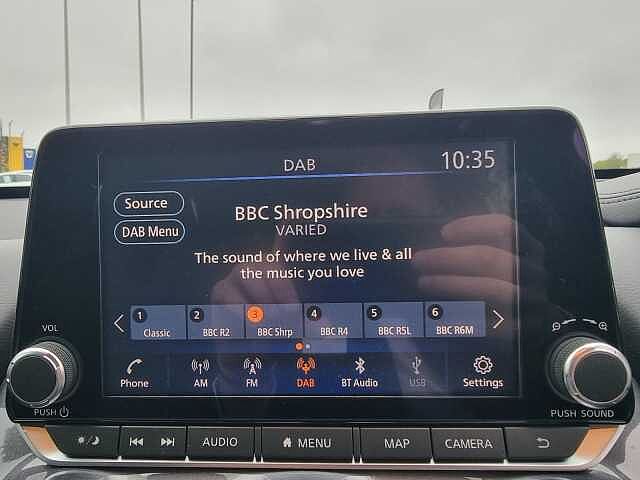 DAB
10:35
Source
DAB Menu
BBC Shropshire
VARIED
The sound of where we live & all
the music you love
1 2 3 4 5 6
Classic BBC R2 BBC Shrp BBC R4 BBC R5L BBC R6M
Phone AM FM DAB BT Audio USB Settings
VOL
PUSH
PUSH SOUND
AUDIO MENU MAP CAMERA